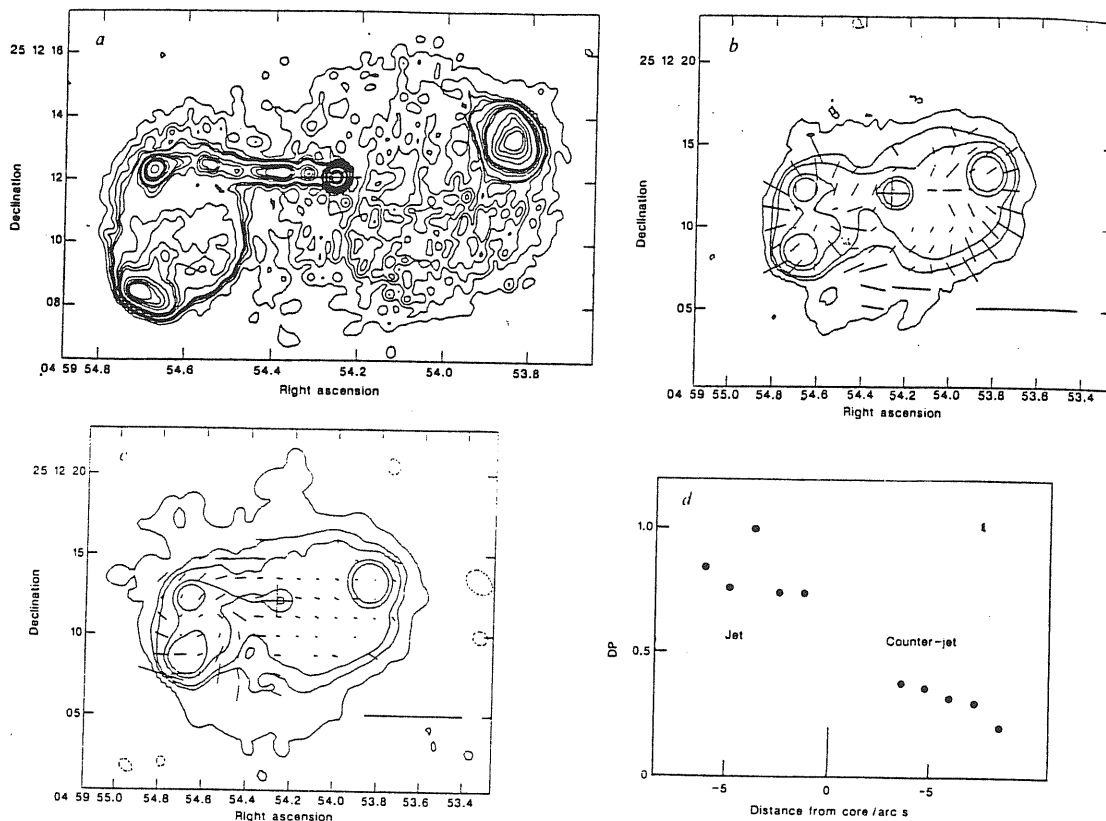 a
25 12 16
14
12
10
08
Declination
04 59 54.8 54.6 54.4 54.2 54.0 53.8
Right ascension
b
25 12 20
15
10
05
Declination
04 59 55.0 54.8 54.6 54.4 54.2 54.0 53.8 53.6 53.4
Right ascension
c
25 12 20
15
10
05
Declination
04 59 55.0 54.8 54.6 54.4 54.2 54.0 53.8 53.6 53.4
Right ascension
d
1.0
0.5
0
DP
Jet
Counter-jet
-5 0 -5
Distance from core/arc s